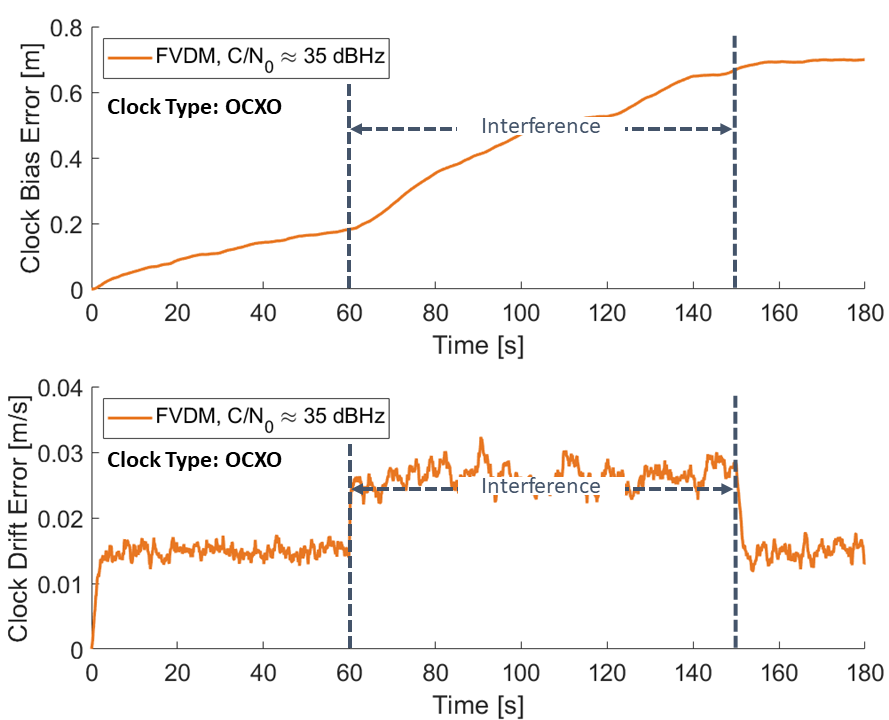 Clock Bias Error [m]
0.8
0.6
0.4
0.2
0
FVDM, C/N0 ≈ 35 dBHz
Clock Type: OCXO
Interference
0 20 40 60 80 100 120 140 160 180
Time [s]
Clock Drift Error [m/s]
0.04
0.03
0.02
0.01
0
FVDM, C/N0 ≈ 35 dBHz
Clock Type: OCXO
Interference
0 20 40 60 80 100 120 140 160 180
Time [s]